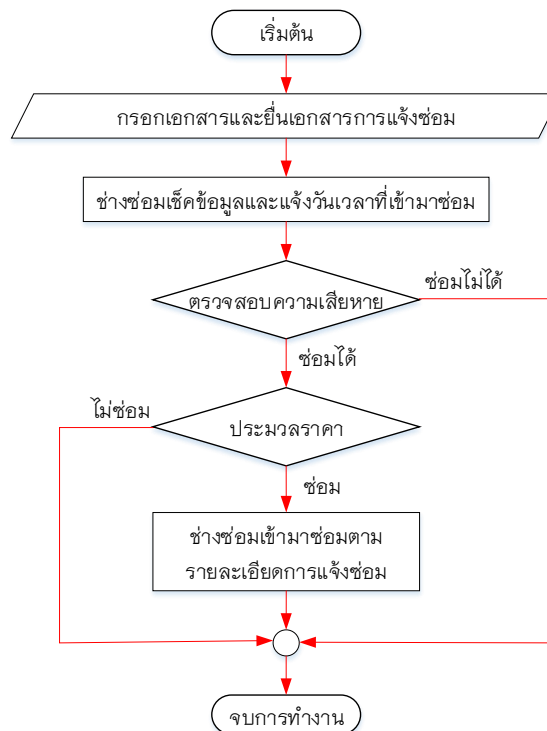 เริ่มต้น
กรอกเอกสารและยื่นเอกสารการแจ้งซ่อม
ช่างซ่อมเช็คข้อมูลและแจ้งวันเวลาที่เข้ามาซ่อม
ตรวจสอบความเสียหาย
ซ่อมไม่ได้
ซ่อมได้
ไม่ซ่อม
ประมวลราคา
ซ่อม
ช่างซ่อมเข้ามาซ่อมตาม
รายละเอียดการแจ้งซ่อม
จบการทำงาน